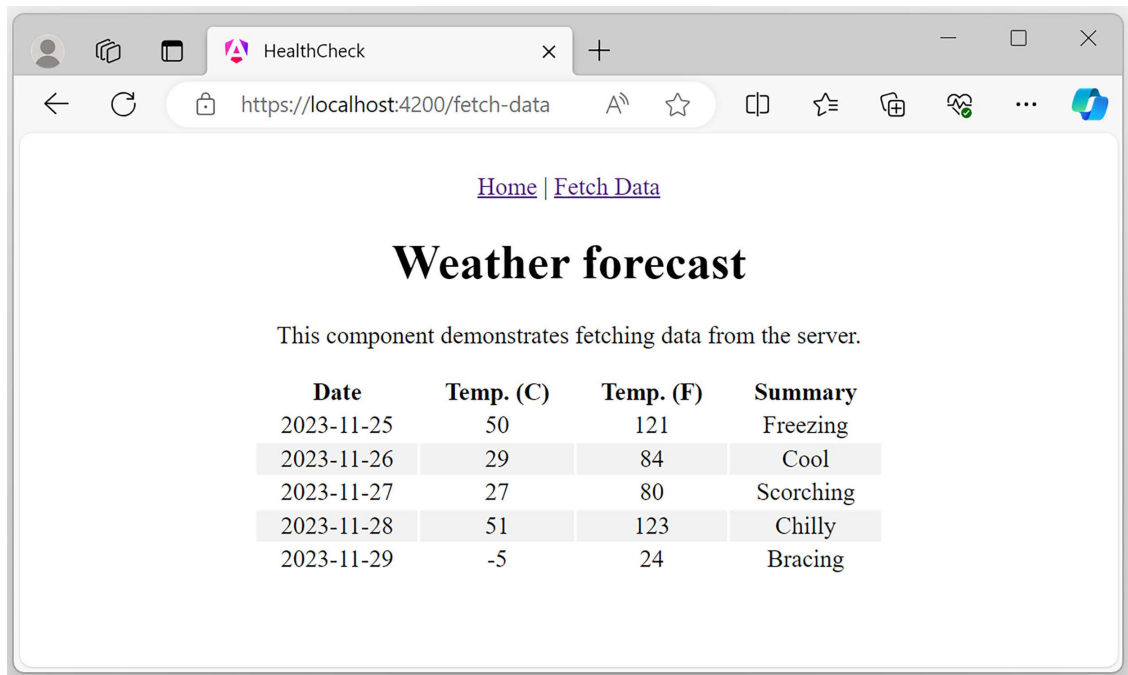 HealthCheck
https://localhost:4200/fetch-data
Home | Fetch Data
Weather forecast
This component demonstrates fetching data from the server.
Date Temp. (C) Temp. (F) Summary
2023-11-25 50 121 Freezing
2023-11-26 29 84 Cool
2023-11-27 27 80 Scorching
2023-11-28 51 123 Chilly
2023-11-29 -5 24 Bracing